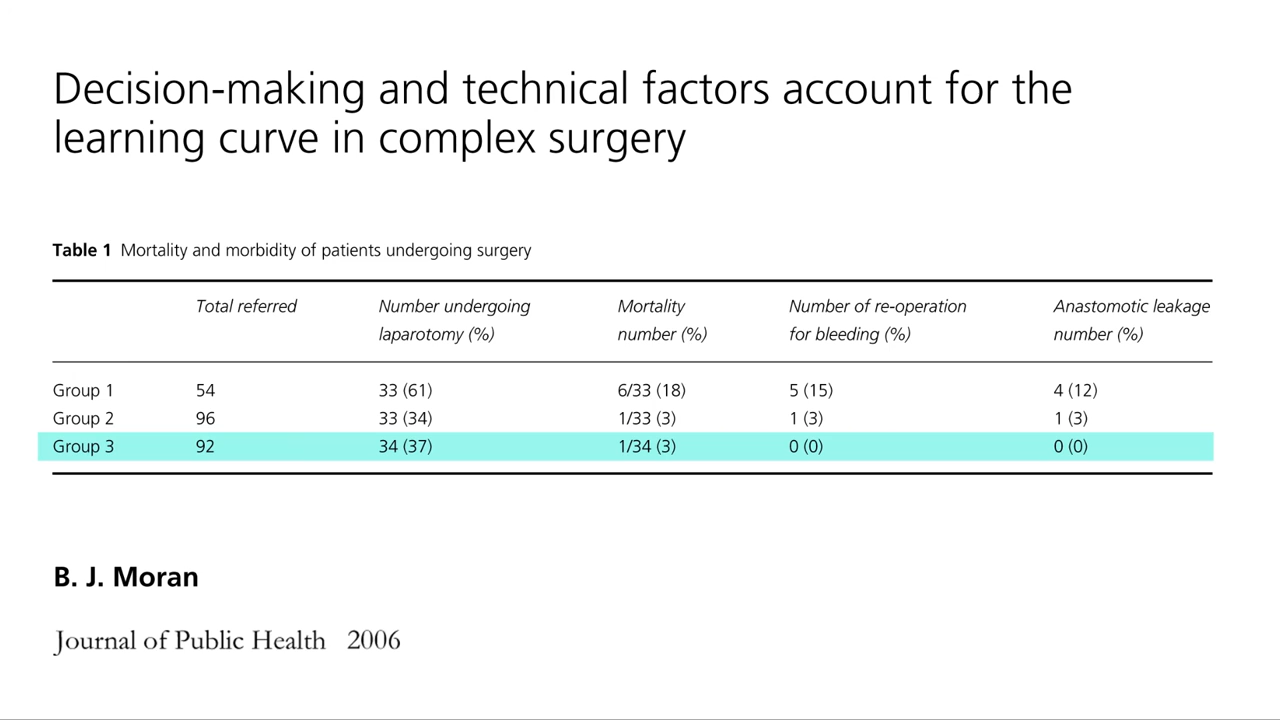 Decision-making and technical factors account for the
learning curve in complex surgery
Table 1 Mortality and morbidity of patients undergoing surgery
Total referred Number undergoing laparotomy (%) Mortality number (%) Number of re-operation for bleeding (%) Anastomotic leakage number (%)
Group 1 54 33 (61) 6/33 (18) 5 (15) 4 (12)
Group 2 96 33 (34) 1/33 (3) 1 (3) 1 (3)
Group 3 92 34 (37) 1/34 (3) 0 (0) 0 (0)
B. J. Moran
Journal of Public Health 2006